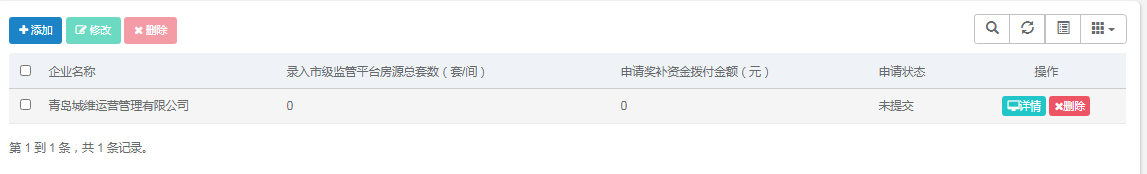 添加 修改 删除
企业名称 录入市级监管平台房源总套数（套/间） 申请奖补资金拨付金额（元） 申请状态 操作
青岛城维运营管理有限公司 0 0 未提交 详情 删除
第 1 到 1 条，共 1 条记录。